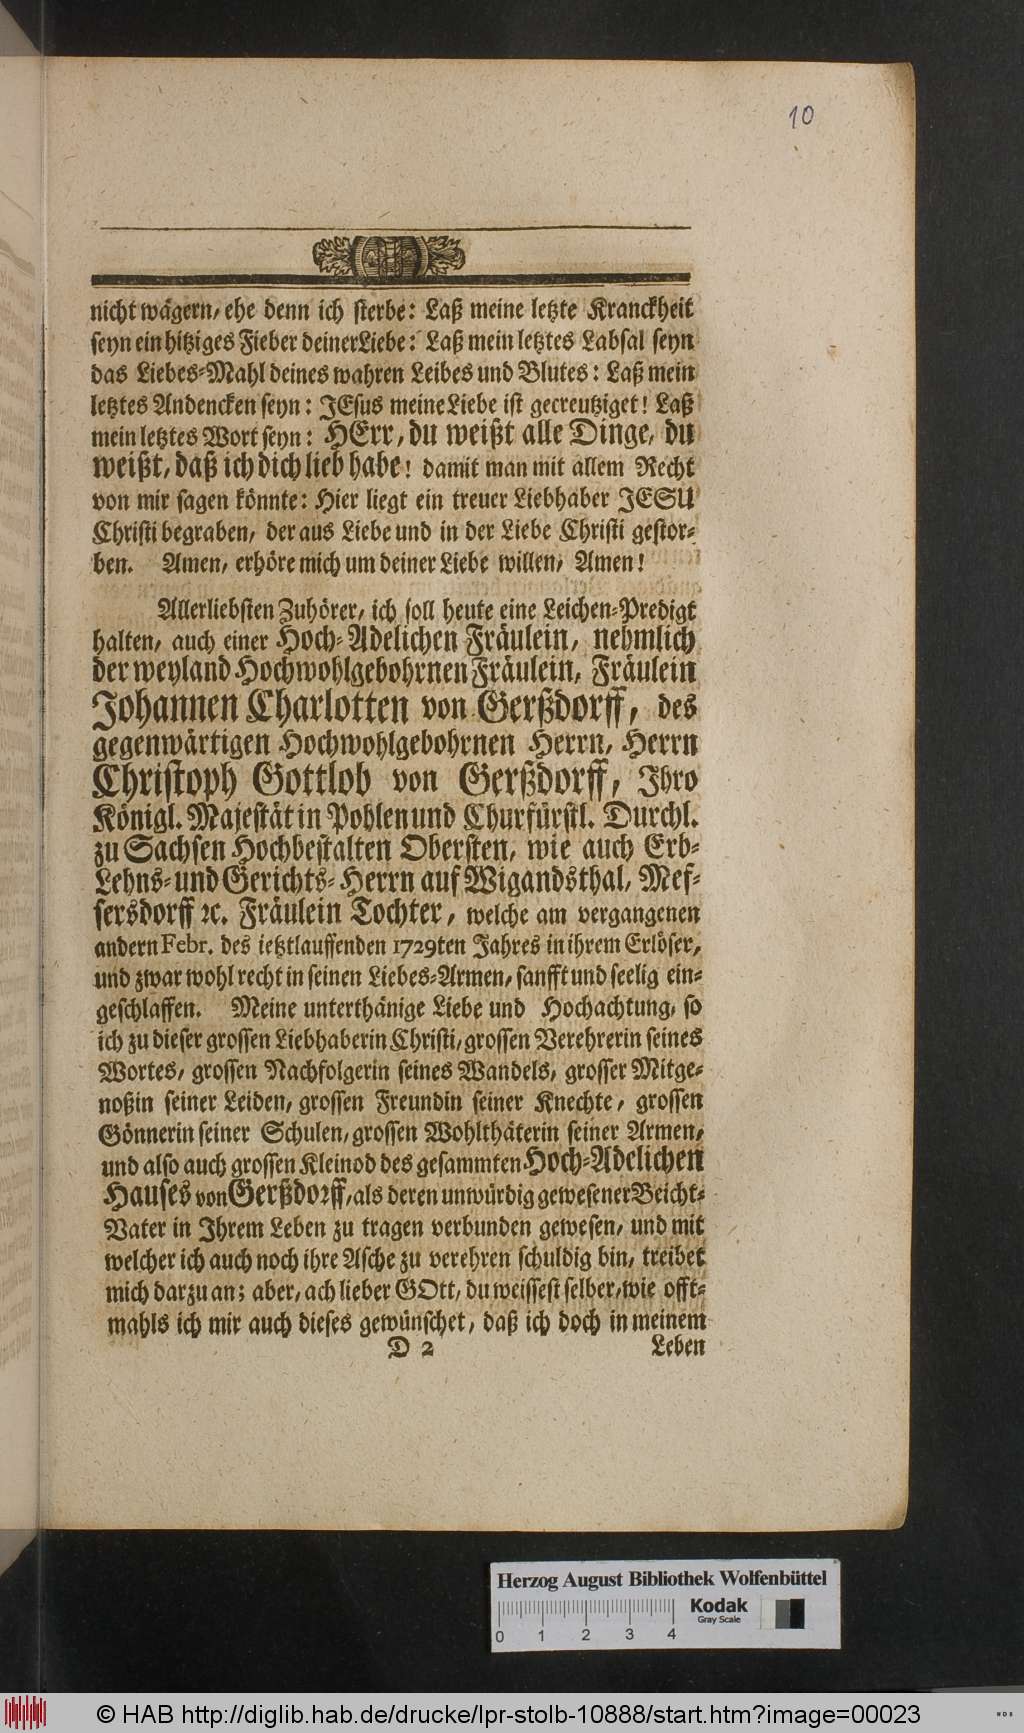 10
nicht wägern, ehe denn ich sterbe: Laß meine letzte Kranckheit
seyn ein hitziges Fieber deiner Liebe: Laß mein letztes Labsal seyn
das Liebes-Mahl deines wahren Leibes und Blutes: Laß mein
letztes Andencken seyn: JEsus meine Liebe ist gecreutziget! Laß
mein letztes Wort seyn: HErr, du weißt alle Dinge, du
weißt, daß ich dich lieb habe! damit man mit allem Recht
von mir sagen könnte: Hier liegt ein treuer Liebhaber JESU
Christi begraben, der aus Liebe und in der Liebe Christi gestor-
ben. Amen, erhöre mich um deiner Liebe willen, Amen!
Allerliebsten Zuhörer, ich soll heute eine Leichen-Predigt
halten, auch einer Hoch-Adelichen Fräulein, nehmlich
der weyland Hochwohlgebohrnen Fräulein, Fräulein
Johannen Charlotten von Gerßdorff, des
gegenwärtigen Hochwohlgebohrnen Herrn, Herrn
Christoph Gottlob von Gerßdorff, Ihro
Königl. Majestät in Pohlen und Churfürstl. Durchl.
zu Sachsen Hochbestalten Obersten, wie auch Erb-
Lehns- und Gerichts-Herrn auf Wigandsthal, Mef-
fersdorff ꝛc. Fräulein Tochter, welche am vergangenen
andern Febr. des ietztlauffenden 1729ten Jahres in ihrem Erlöser,
und zwar wohl recht in seinen Liebes-Armen, sanfft und seelig ein-
geschlaffen. Meine unterthänige Liebe und Hochachtung, so
ich zu dieser grossen Liebhaberin Christi, grossen Verehrerin seines
Wortes, grossen Nachfolgerin seines Wandels, grosser Mitge-
noßin seiner Leiden, grossen Freundin seiner Knechte, grossen
Gönnerin seiner Schulen, grossen Wohlthäterin seiner Armen,
und also auch grossen Kleinod des gesammten Hoch-Adelichen
Hauses von Gerßdorff, als deren unwürdig gewesener Beicht-
Vater in Ihrem Leben zu tragen verbunden gewesen, und mit
welcher ich auch noch ihre Asche zu verehren schuldig bin, treibet
mich darzu an; aber, ach lieber GOtt, du weissest selber, wie offt-
mahls ich mir auch dieses gewünschet, daß ich doch in meinem
D 2 Leben
Herzog August Bibliothek Wolfenbüttel
0 1 2 3 4 Kodak
Gray Scale
© HAB http://diglib.hab.de/drucke/lpr-stolb-10888/start.htm?image=00023